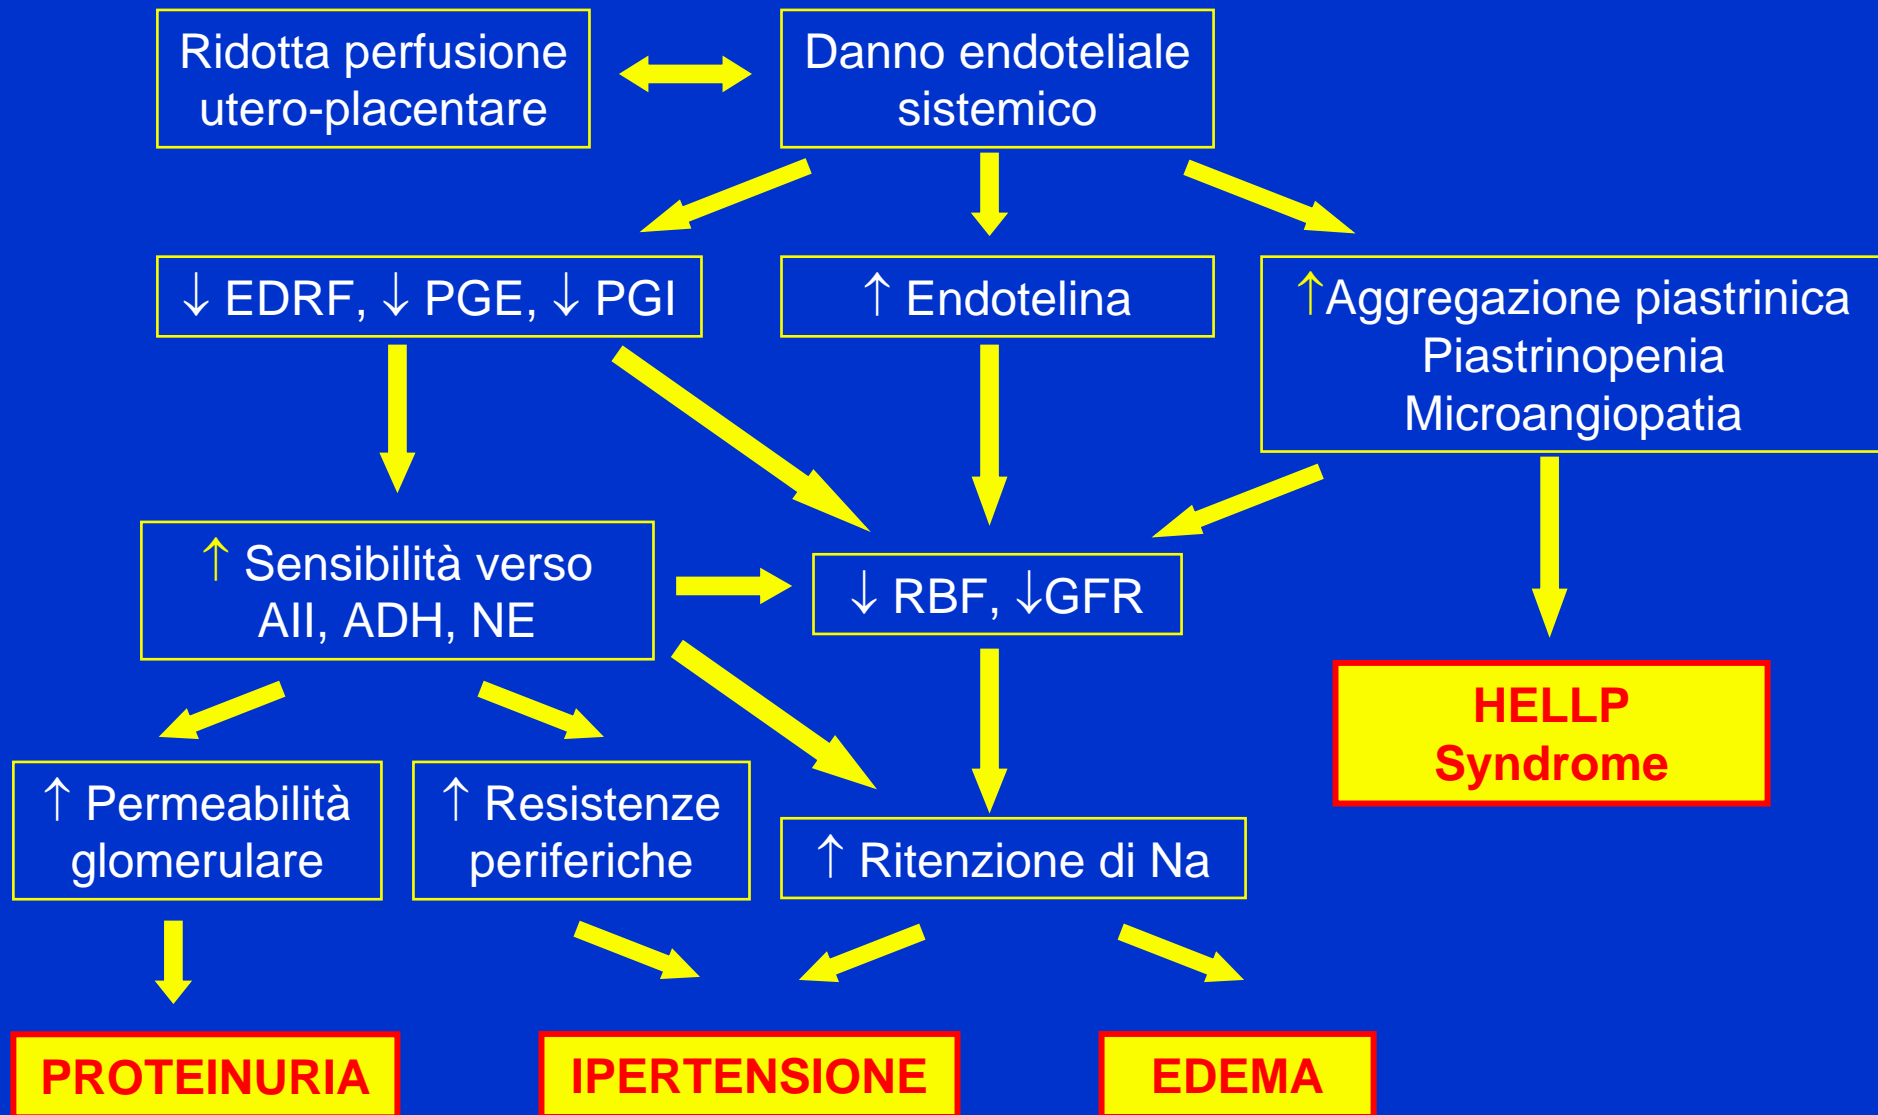 Ridotta perfusione
utero-placentare
Danno endoteliale
sistemico
↓ EDRF, ↓ PGE, ↓ PGI
↑ Endotelina
↑Aggregazione piastrinica
Piastrinopenia
Microangiopatia
↑ Sensibilità verso
AII, ADH, NE
↓ RBF, ↓GFR
HELLP
Syndrome
↑ Permeabilità
glomerulare
↑ Resistenze
periferiche
↑ Ritenzione di Na
PROTEINURIA
IPERTENSIONE
EDEMA